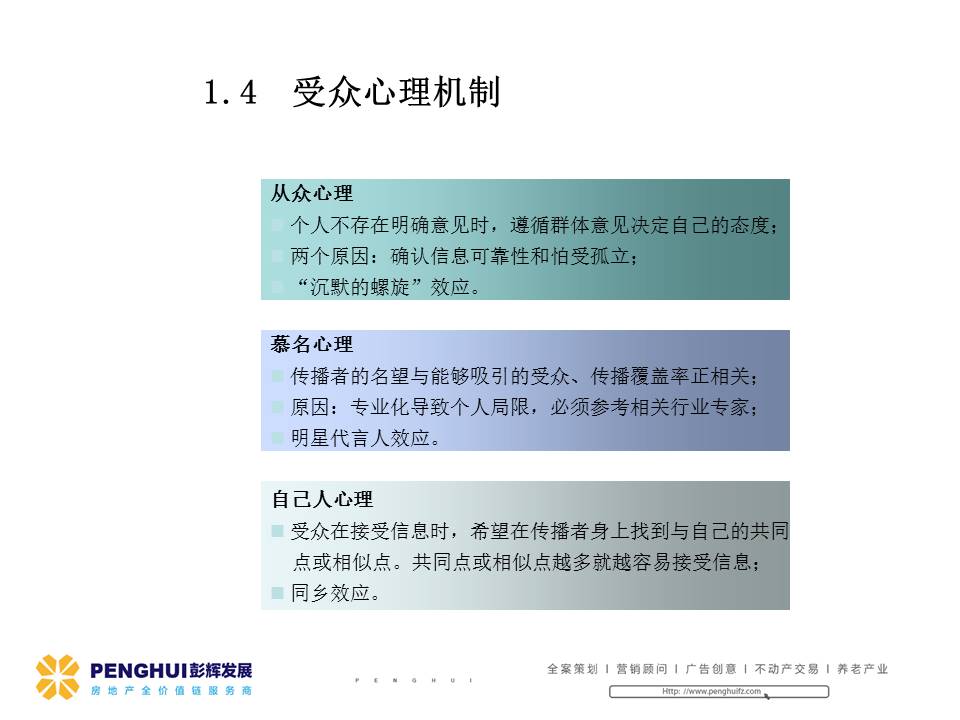 1.4 受众心理机制
从众心理
个人不存在明确意见时，遵循群体意见决定自己的态度；
两个原因：确认信息可靠性和怕受孤立；
“沉默的螺旋”效应。
慕名心理
传播者的名望与能够吸引的受众、传播覆盖率正相关；
原因：专业化导致个人局限，必须参考相关行业专家；
明星代言人效应。
自己人心理
受众在接受信息时，希望在传播者身上找到与自己的共同
点或相似点。共同点或相似点越多就越容易接受信息；
同乡效应。
PENGHUI彭辉发展
房地产全价值链服务商
PENGHUI
全案策划 | 营销顾问 | 广告创意 | 不动产交易 | 养老产业
Http: //www.penghuifz.com